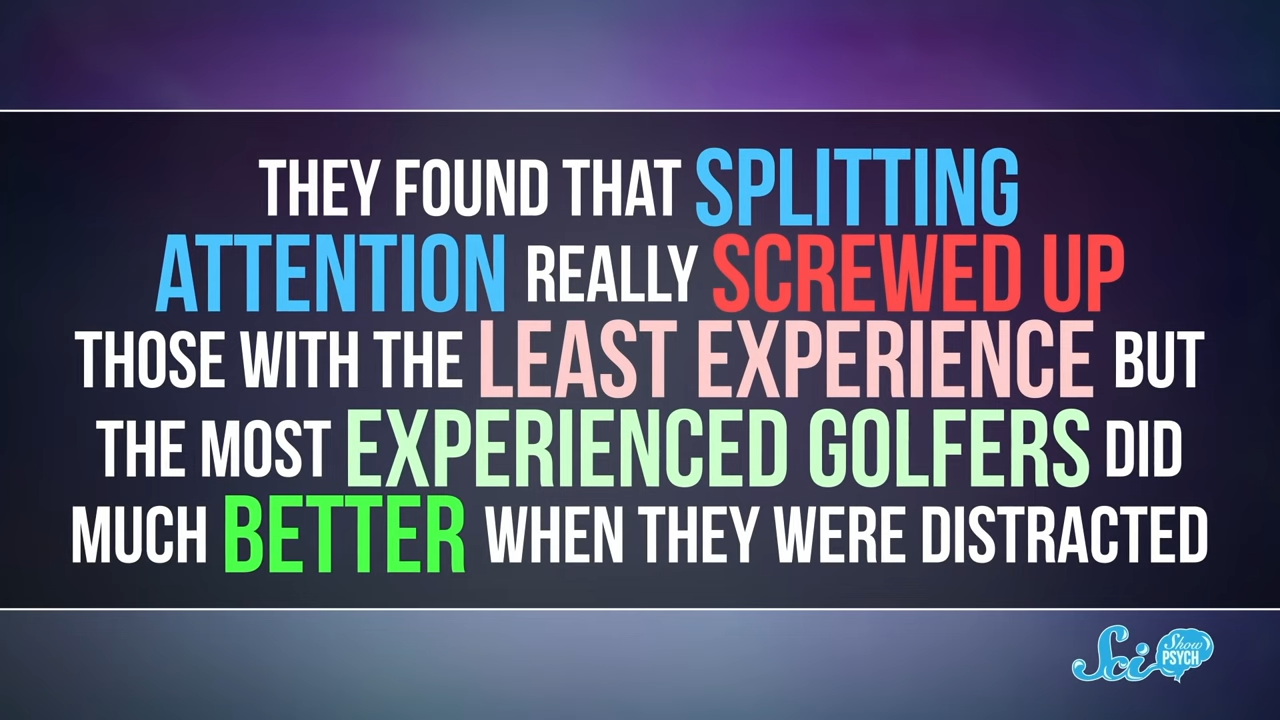 THEY FOUND THAT SPLITTING
ATTENTION REALLY SCREWED UP
THOSE WITH THE LEAST EXPERIENCE BUT
THE MOST EXPERIENCED GOLFERS DID
MUCH BETTER WHEN THEY WERE DISTRACTED
Sci Show
PSYCH